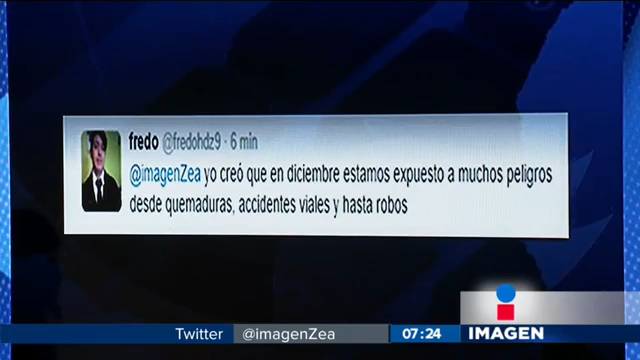 fredo @fredohdz9 · 6 min
@imagenZea yo creó que en diciembre estamos expuesto a muchos peligros
desde quemaduras, accidentes viales y hasta robos
Twitter @imagenZea 07:24 IMAGEN